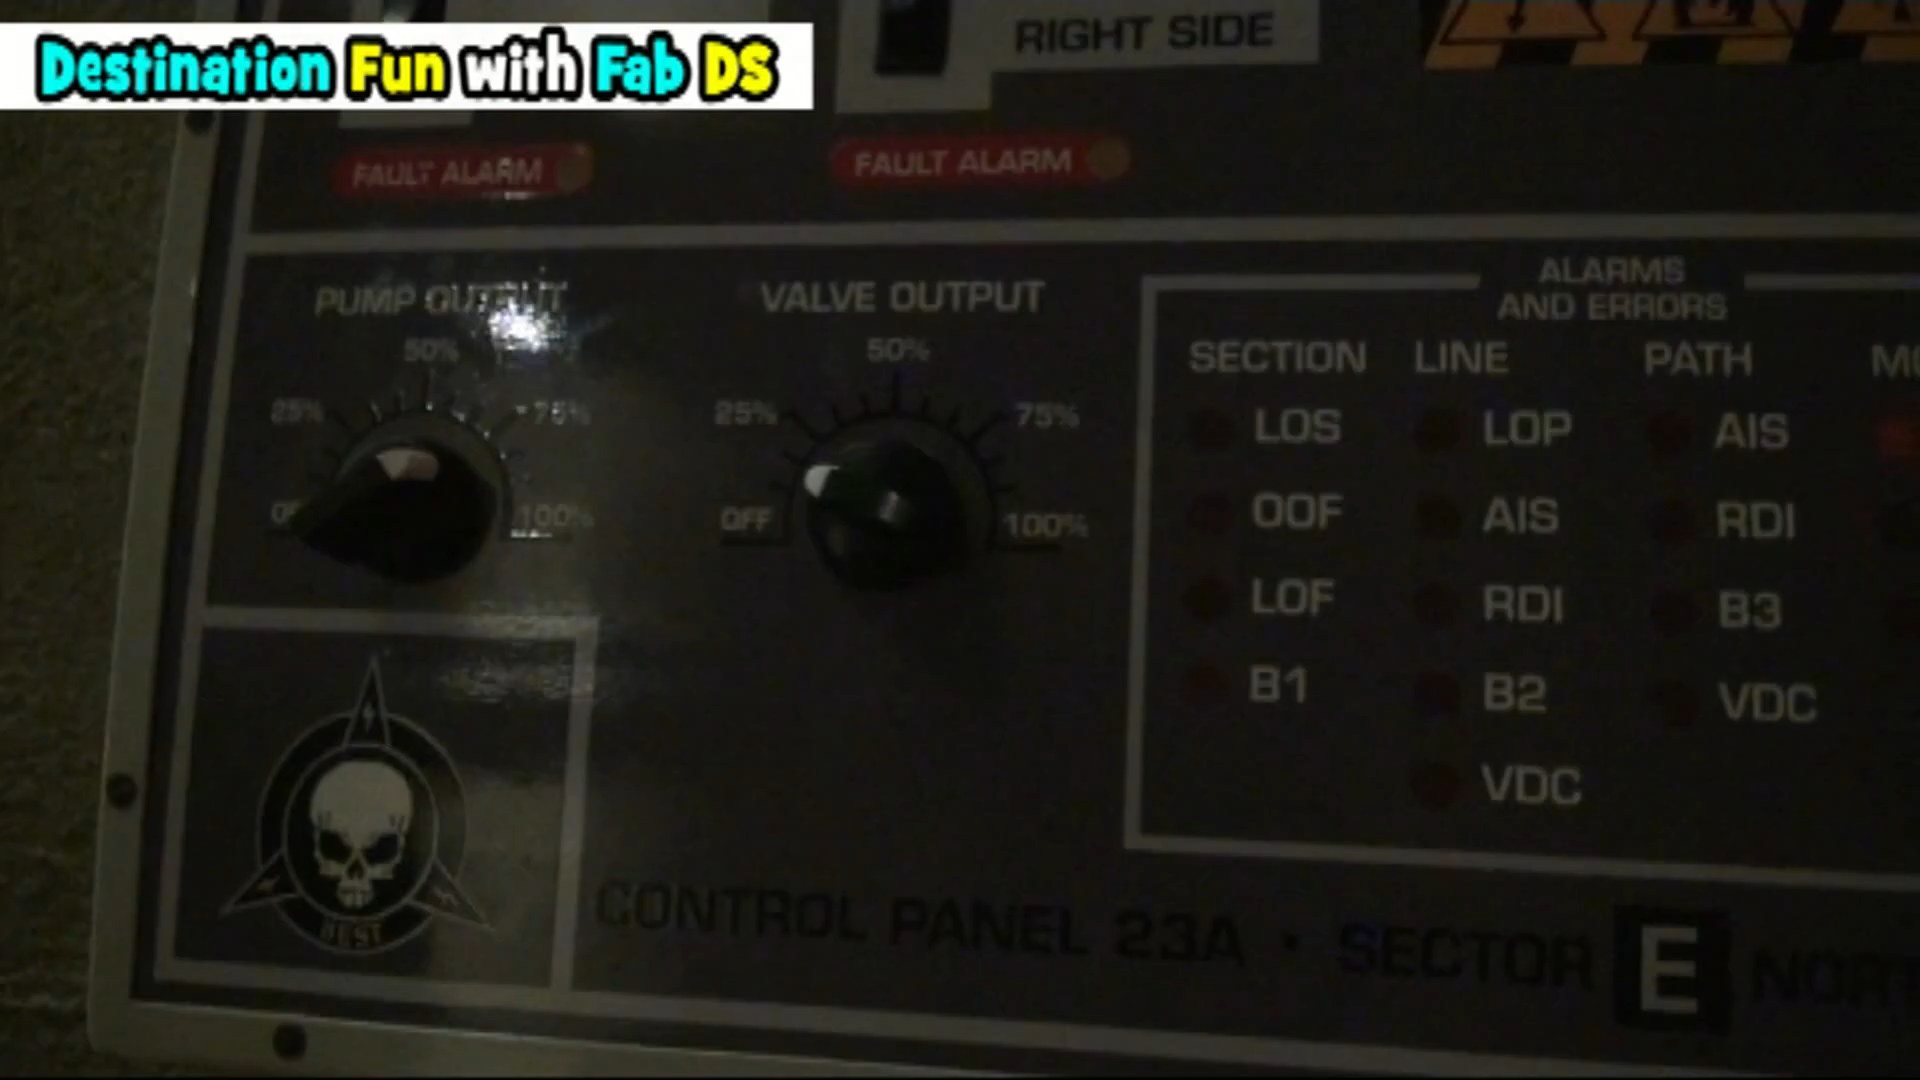 Destination Fun with Fab DS
RIGHT SIDE
FAULT ALARM
FAULT ALARM
PUMP OUTPUT
50%
25%
75%
100%
VALVE OUTPUT
50%
25%
75%
OFF
100%
ALARMS
AND ERRORS
SECTION
LOS
OOF
LOF
B1
LINE
LOP
AIS
RDI
B2
VDC
PATH
AIS
RDI
B3
VDC
CONTROL PANEL 23A · SECTOR E